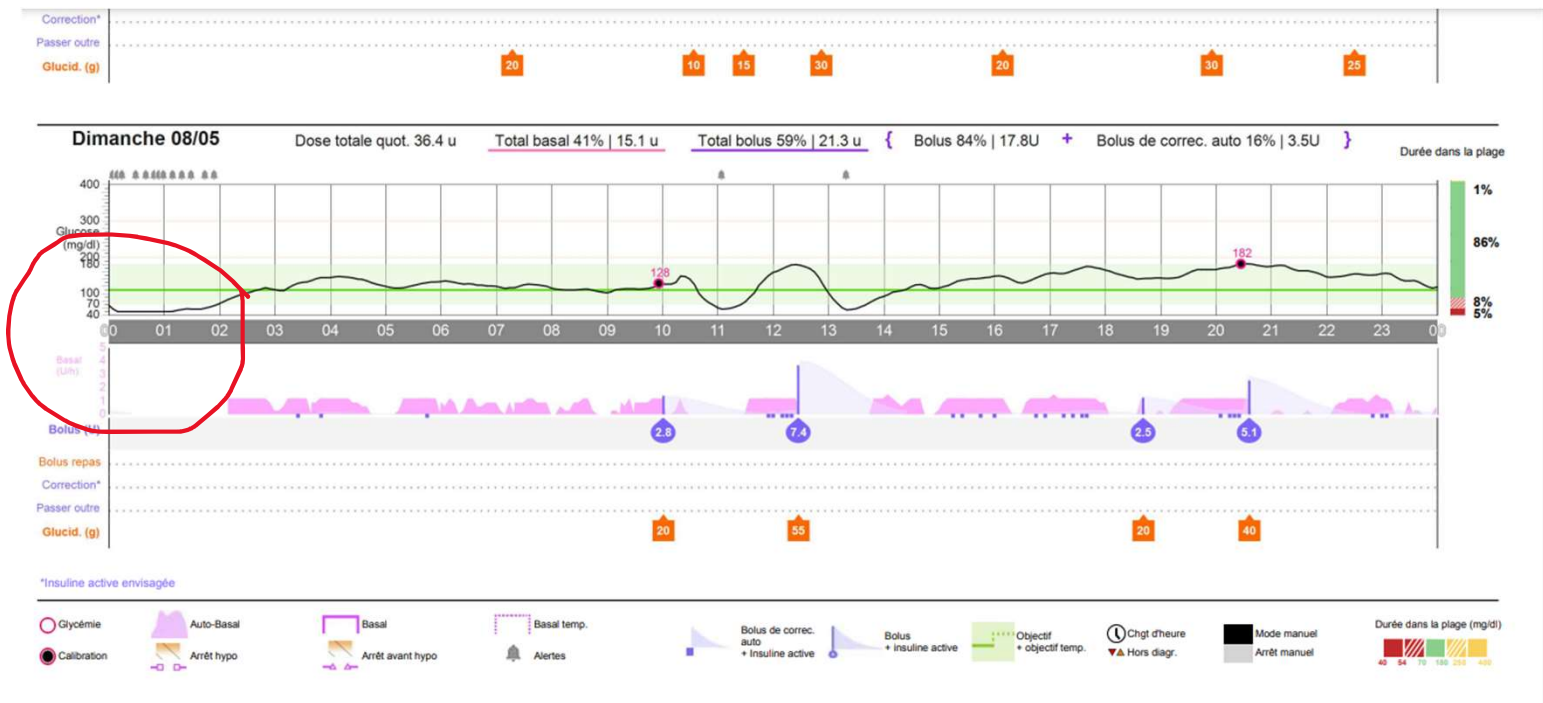 Correction*
Passer outre
Glucid. (g) 20 10 15 30 20 30 25
Dimanche 08/05 Dose totale quot. 36.4 u Total basal 41% | 15.1 u Total bolus 59% | 21.3 u { Bolus 84% | 17.8U + Bolus de correc. auto 16% | 3.5U }
Durée dans la plage
400
300
Glucose
(mg/dl)
200
180
100
70
40
128
182
1%
86%
8%
5%
00 01 02 03 04 05 06 07 08 09 10 11 12 13 14 15 16 17 18 19 20 21 22 23 00
Basal
(U/h)
5
4
3
2
1
0
Bolus (U) 2.8 7.4 2.5 5.1
Bolus repas
Correction*
Passer outre
Glucid. (g) 20 55 20 40
*Insuline active envisagée
Glycémie Auto-Basal Basal Basal temp.
Calibration Arrêt hypo Arrêt avant hypo Alertes
Bolus de correc.
auto
+ Insuline active
Bolus
+ insuline active
Objectif
+ objectif temp.
Chgt d'heure
Hors diagr.
Mode manuel
Arrêt manuel
Durée dans la plage (mg/dl)
40 54 70 180 250 400